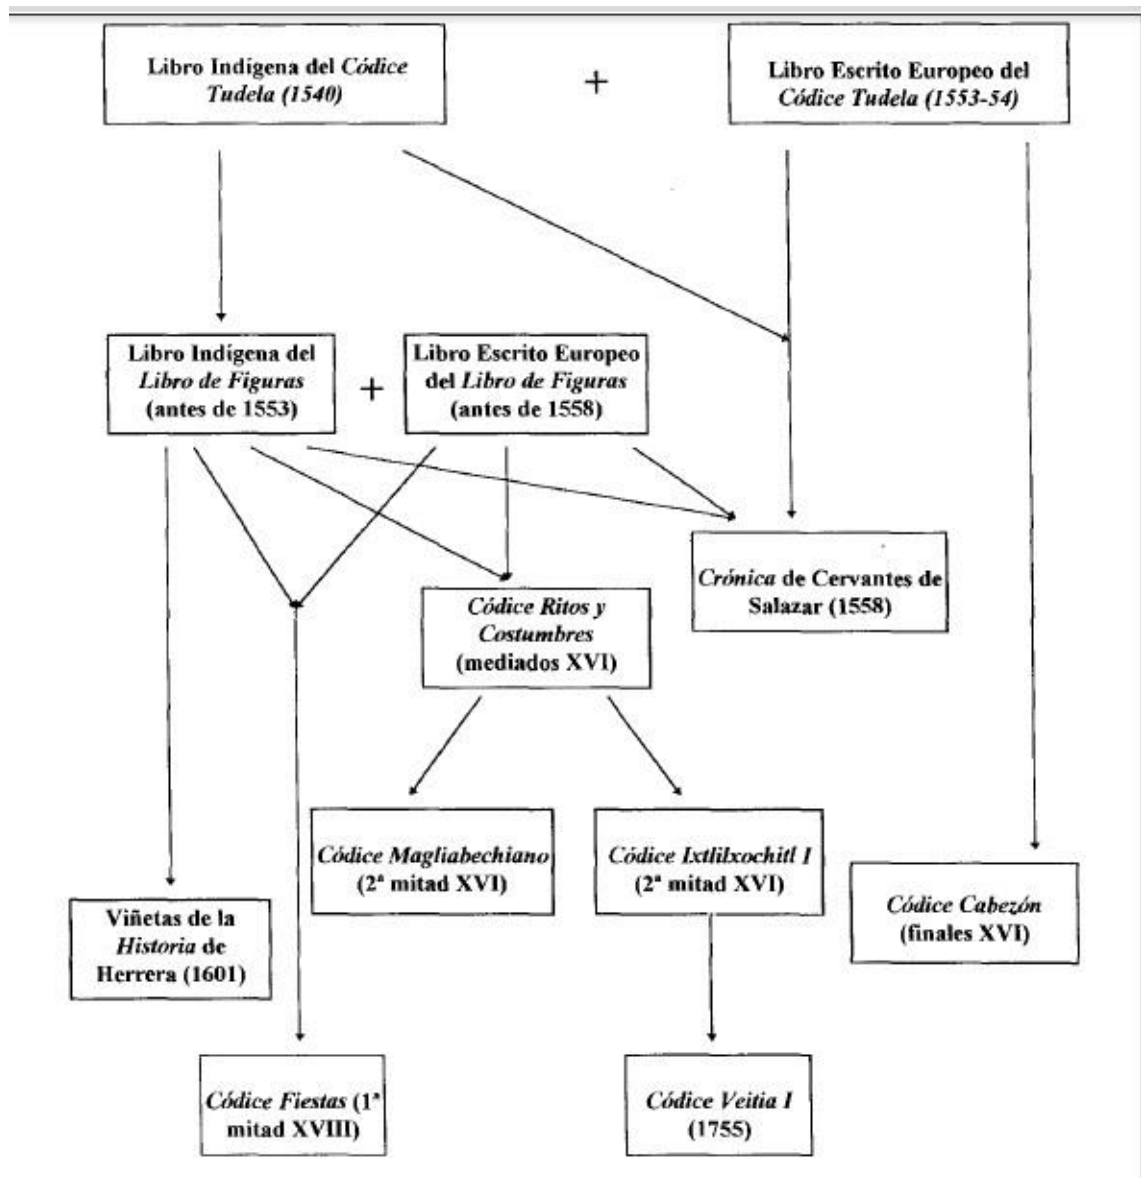 Libro Indígena del Códice
Tudela (1540)
+
Libro Escrito Europeo del
Códice Tudela (1553-54)
Libro Indígena del
Libro de Figuras
(antes de 1553)
+
Libro Escrito Europeo
del Libro de Figuras
(antes de 1558)
Crónica de Cervantes de
Salazar (1558)
Códice Ritos y
Costumbres
(mediados XVI)
Códice Magliabechiano
(2ª mitad XVI)
Códice Ixtlilxochitl I
(2ª mitad XVI)
Códice Cabezón
(finales XVI)
Viñetas de la
Historia de
Herrera (1601)
Códice Fiestas (1ª
mitad XVIII)
Códice Veitia I
(1755)